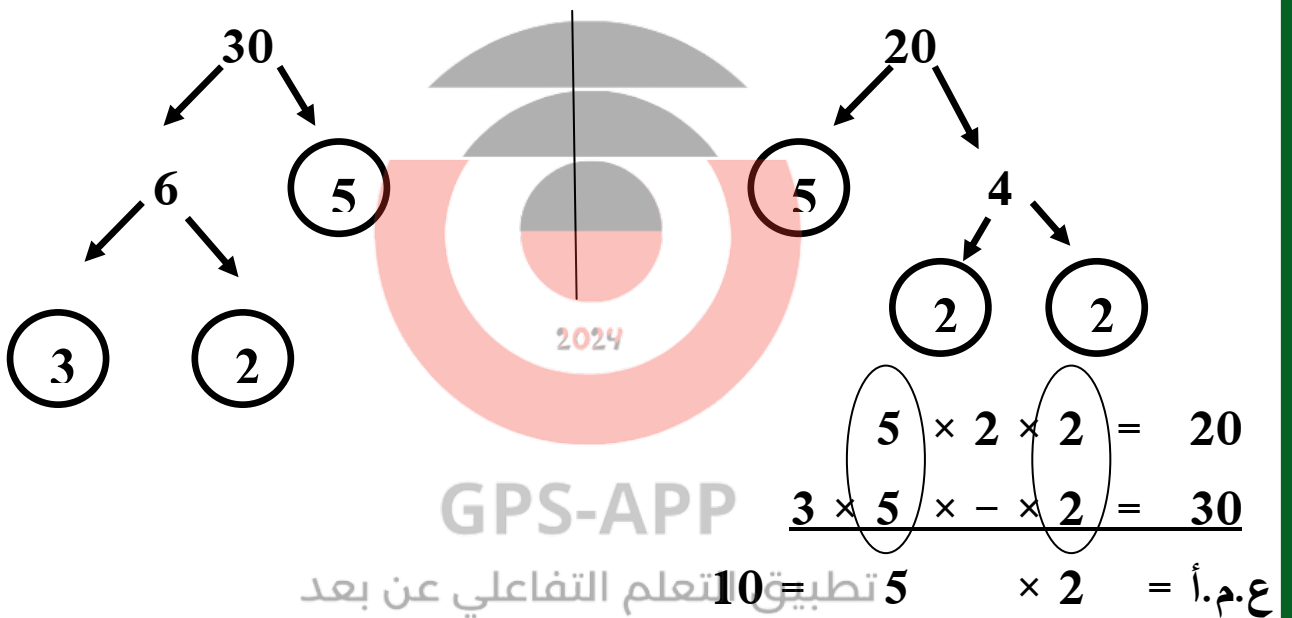 30 20
6 5 5 4
3 2 2 2
2024
5 × 2 × 2 = 20
3 × 5 × – × 2 = 30
10 = 5 × 2 = ع.م.أ
GPS-APP
تطبيق التعلم التفاعلي عن بعد